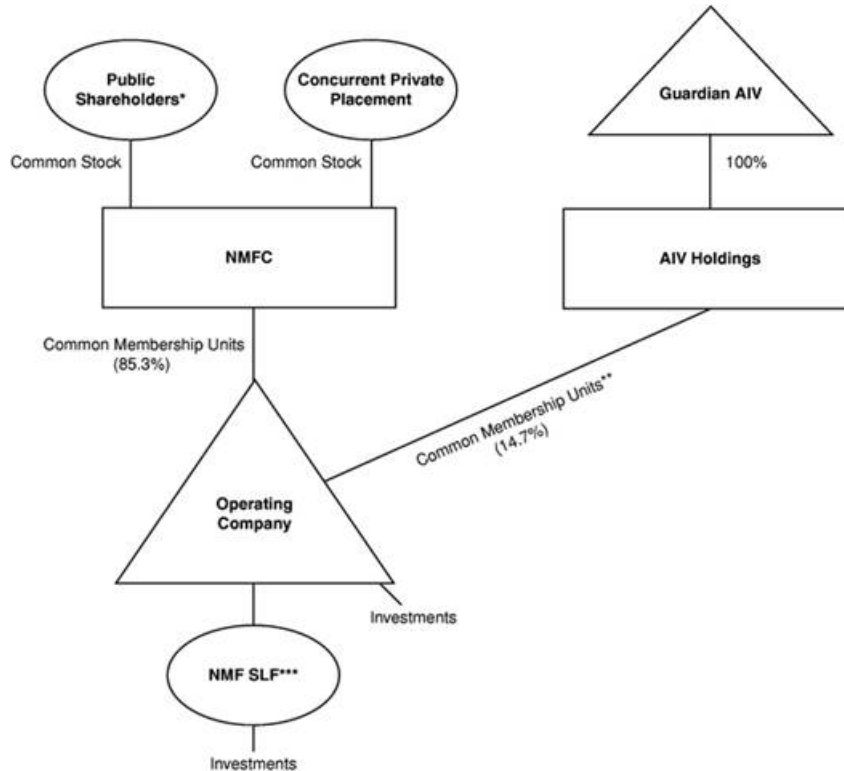 Public
Shareholders*
Concurrent Private
Placement
Guardian AIV
Common Stock
Common Stock
100%
NMFC
AIV Holdings
Common Membership Units
(85.3%)
Common Membership Units**
(14.7%)
Operating
Company
Investments
NMF SLF***
Investments